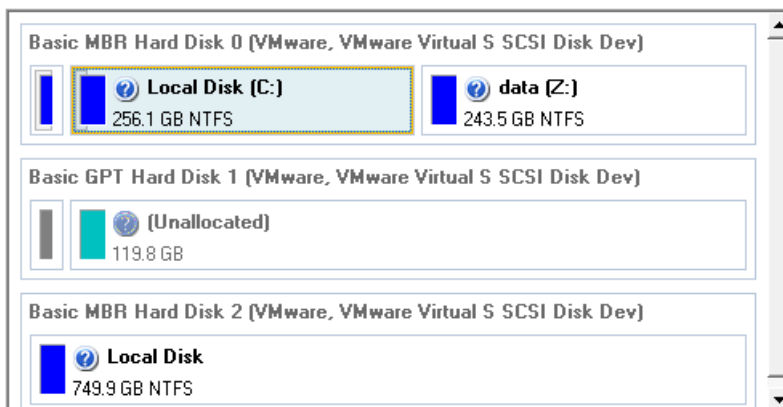 Basic MBR Hard Disk 0 (VMware, VMware Virtual S SCSI Disk Dev)
Local Disk (C:)
256.1 GB NTFS
data (Z:)
243.5 GB NTFS
Basic GPT Hard Disk 1 (VMware, VMware Virtual S SCSI Disk Dev)
(Unallocated)
119.8 GB
Basic MBR Hard Disk 2 (VMware, VMware Virtual S SCSI Disk Dev)
Local Disk
749.9 GB NTFS